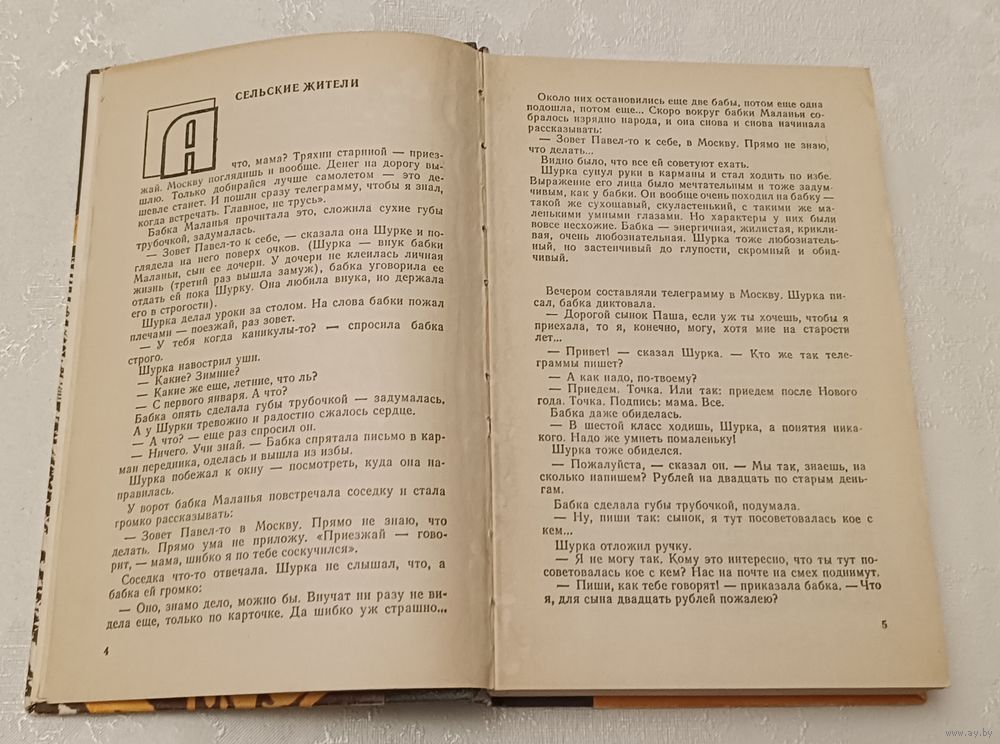 СЕЛЬСКИЕ ЖИТЕЛИ
А
что, мама? Тряхни стариной — приез-
жай. Москву поглядишь и вообще. Денег на дорогу вы-
шлю. Только добирайся лучше самолетом — это де-
шевле станет. И пошли сразу телеграмму, чтобы я знал,
когда встречать. Главное, не трусь».
Бабка Маланья прочитала это, сложила сухие губы
трубочкой, задумалась.
— Зовет Павел-то к себе, — сказала она Шурке и по-
глядела на него поверх очков. (Шурка — внук бабки
Маланьи, сын ее дочери. У дочери не клеилась личная
жизнь (третий раз вышла замуж), бабка уговорила ее
отдать ей пока Шурку. Она любила внука, но держала
его в строгости).
Шурка делал уроки за столом. На слова бабки пожал
плечами — поезжай, раз зовет.
— У тебя когда каникулы-то? — спросила бабка
строго.
Шурка навострил уши.
— Какие? Зимние?
— Какие же еще, летние, что ль?
— С первого января. А что?
Бабка опять сделала губы трубочкой — задумалась.
А у Шурки тревожно и радостно сжалось сердце.
— А что? — еще раз спросил он.
— Ничего. Учи знай. — Бабка спрятала письмо в кар-
ман передника, оделась и вышла из избы.
Шурка побежал к окну — посмотреть, куда она на-
правилась.
У ворот бабка Маланья повстречала соседку и стала
громко рассказывать:
— Зовет Павел-то в Москву. Прямо не знаю, что
делать. Прямо ума не приложу. «Приезжай — гово-
рит, — мама, шибко я по тебе соскучился».
Соседка что-то отвечала. Шурка не слышал, что, а
бабка ей громко:
— Оно, знамо дело, можно бы. Внучат ни разу не ви-
дела еще, только по карточке. Да шибко уж страшно...
4
Около них остановились еще две бабы, потом еще одна
подошла, потом еще... Скоро вокруг бабки Маланьи со-
бралось изрядно народа, и она снова и снова начинала
рассказывать:
— Зовет Павел-то к себе, в Москву. Прямо не знаю,
что делать...
Видно было, что все ей советуют ехать.
Шурка сунул руки в карманы и стал ходить по избе.
Выражение его лица было мечтательным и тоже задум-
чивым, как у бабки. Он вообще очень походил на бабку —
такой же сухощавый, скуластенький, с такими же ма-
ленькими умными глазами. Но характеры у них были
вовсе несхожие. Бабка — энергичная, жилистая, крикли-
вая, очень любознательная. Шурка тоже любознатель-
ный, но застенчивый до глупости, скромный и обид-
чивый.
Вечером составляли телеграмму в Москву. Шурка пи-
сал, бабка диктовала.
— Дорогой сынок Паша, если уж ты хочешь, чтобы я
приехала, то я, конечно, могу, хотя мне на старости
лет...
— Привет! — сказал Шурка. — Кто же так теле-
граммы пишет?
— А как надо, по-твоему?
— Приедем. Точка. Или так: приедем после Нового
года. Точка. Подпись: мама. Все.
Бабка даже обиделась.
— В шестой класс ходишь, Шурка, а понятия ника-
кого. Надо же умнеть помаленьку!
Шурка тоже обиделся.
— Пожалуйста, — сказал он. — Мы так, знаешь, на
сколько напишем? Рублей на двадцать по старым день-
гам.
Бабка сделала губы трубочкой, подумала.
— Ну, пиши так: сынок, я тут посоветовалась кое с
кем...
Шурка отложил ручку.
— Я не могу так. Кому это интересно, что ты тут по-
советовалась кое с кем? Нас на почте на смех поднимут.
— Пиши, как тебе говорят! — приказала бабка. — Что
я, для сына двадцать рублей пожалею?
5
www.ay.by